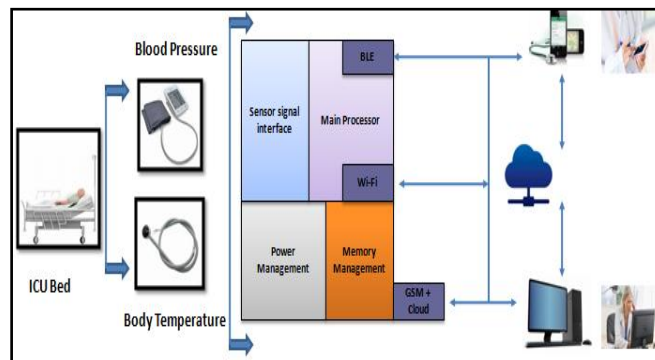 Blood Pressure
BLE
Sensor signal
interface
Main Processor
Wi-Fi
Power
Management
Memory
Management
GSM +
Cloud
ICU Bed
Body Temperature